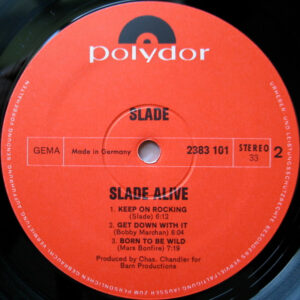 polydor
SLADE
GEMA Made in Germany 2383 101 STEREO 33 2
SLADE ALIVE
1. KEEP ON ROCKING
(Slade) 6:12
2. GET DOWN WITH IT
(Bobby Marchan) 6:04
3. BORN TO BE WILD
(Mars Bonfire) 7:19
Produced by Chas. Chandler for
Barn Productions